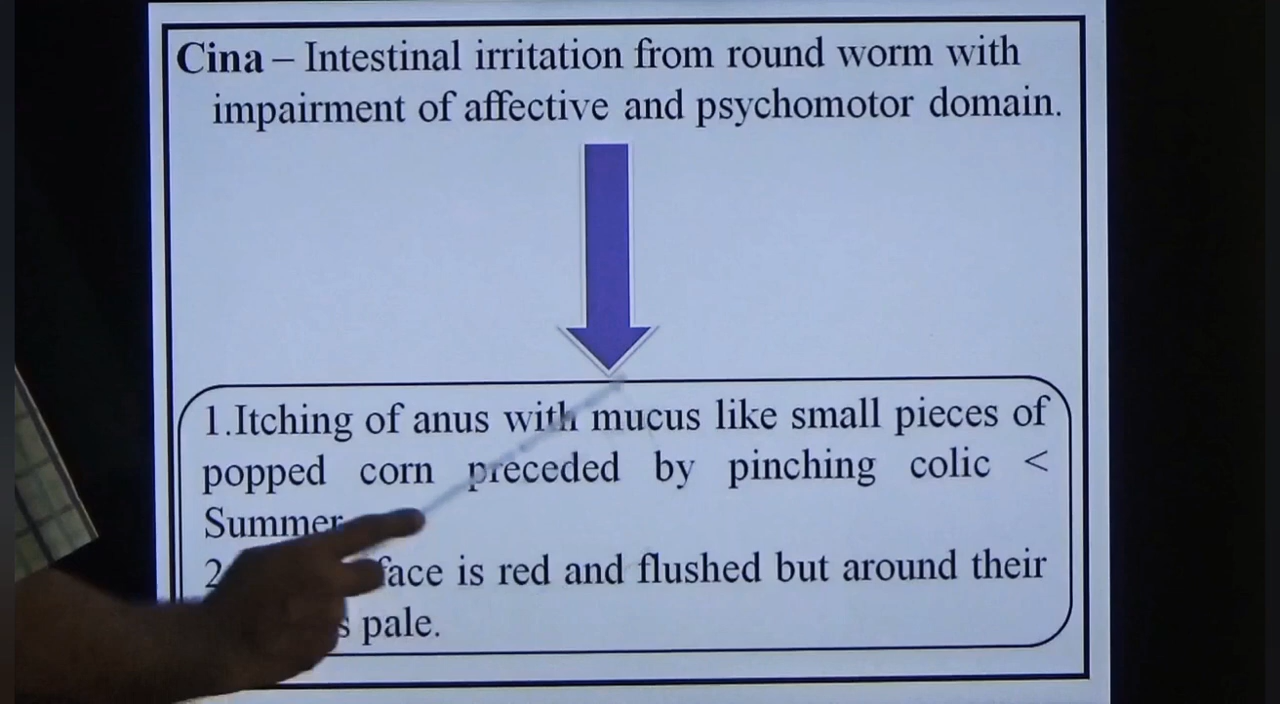 Cina – Intestinal irritation from round worm with
impairment of affective and psychomotor domain.
1.Itching of anus with mucus like small pieces of
popped corn preceded by pinching colic <
Summer
2 face is red and flushed but around their
pale.